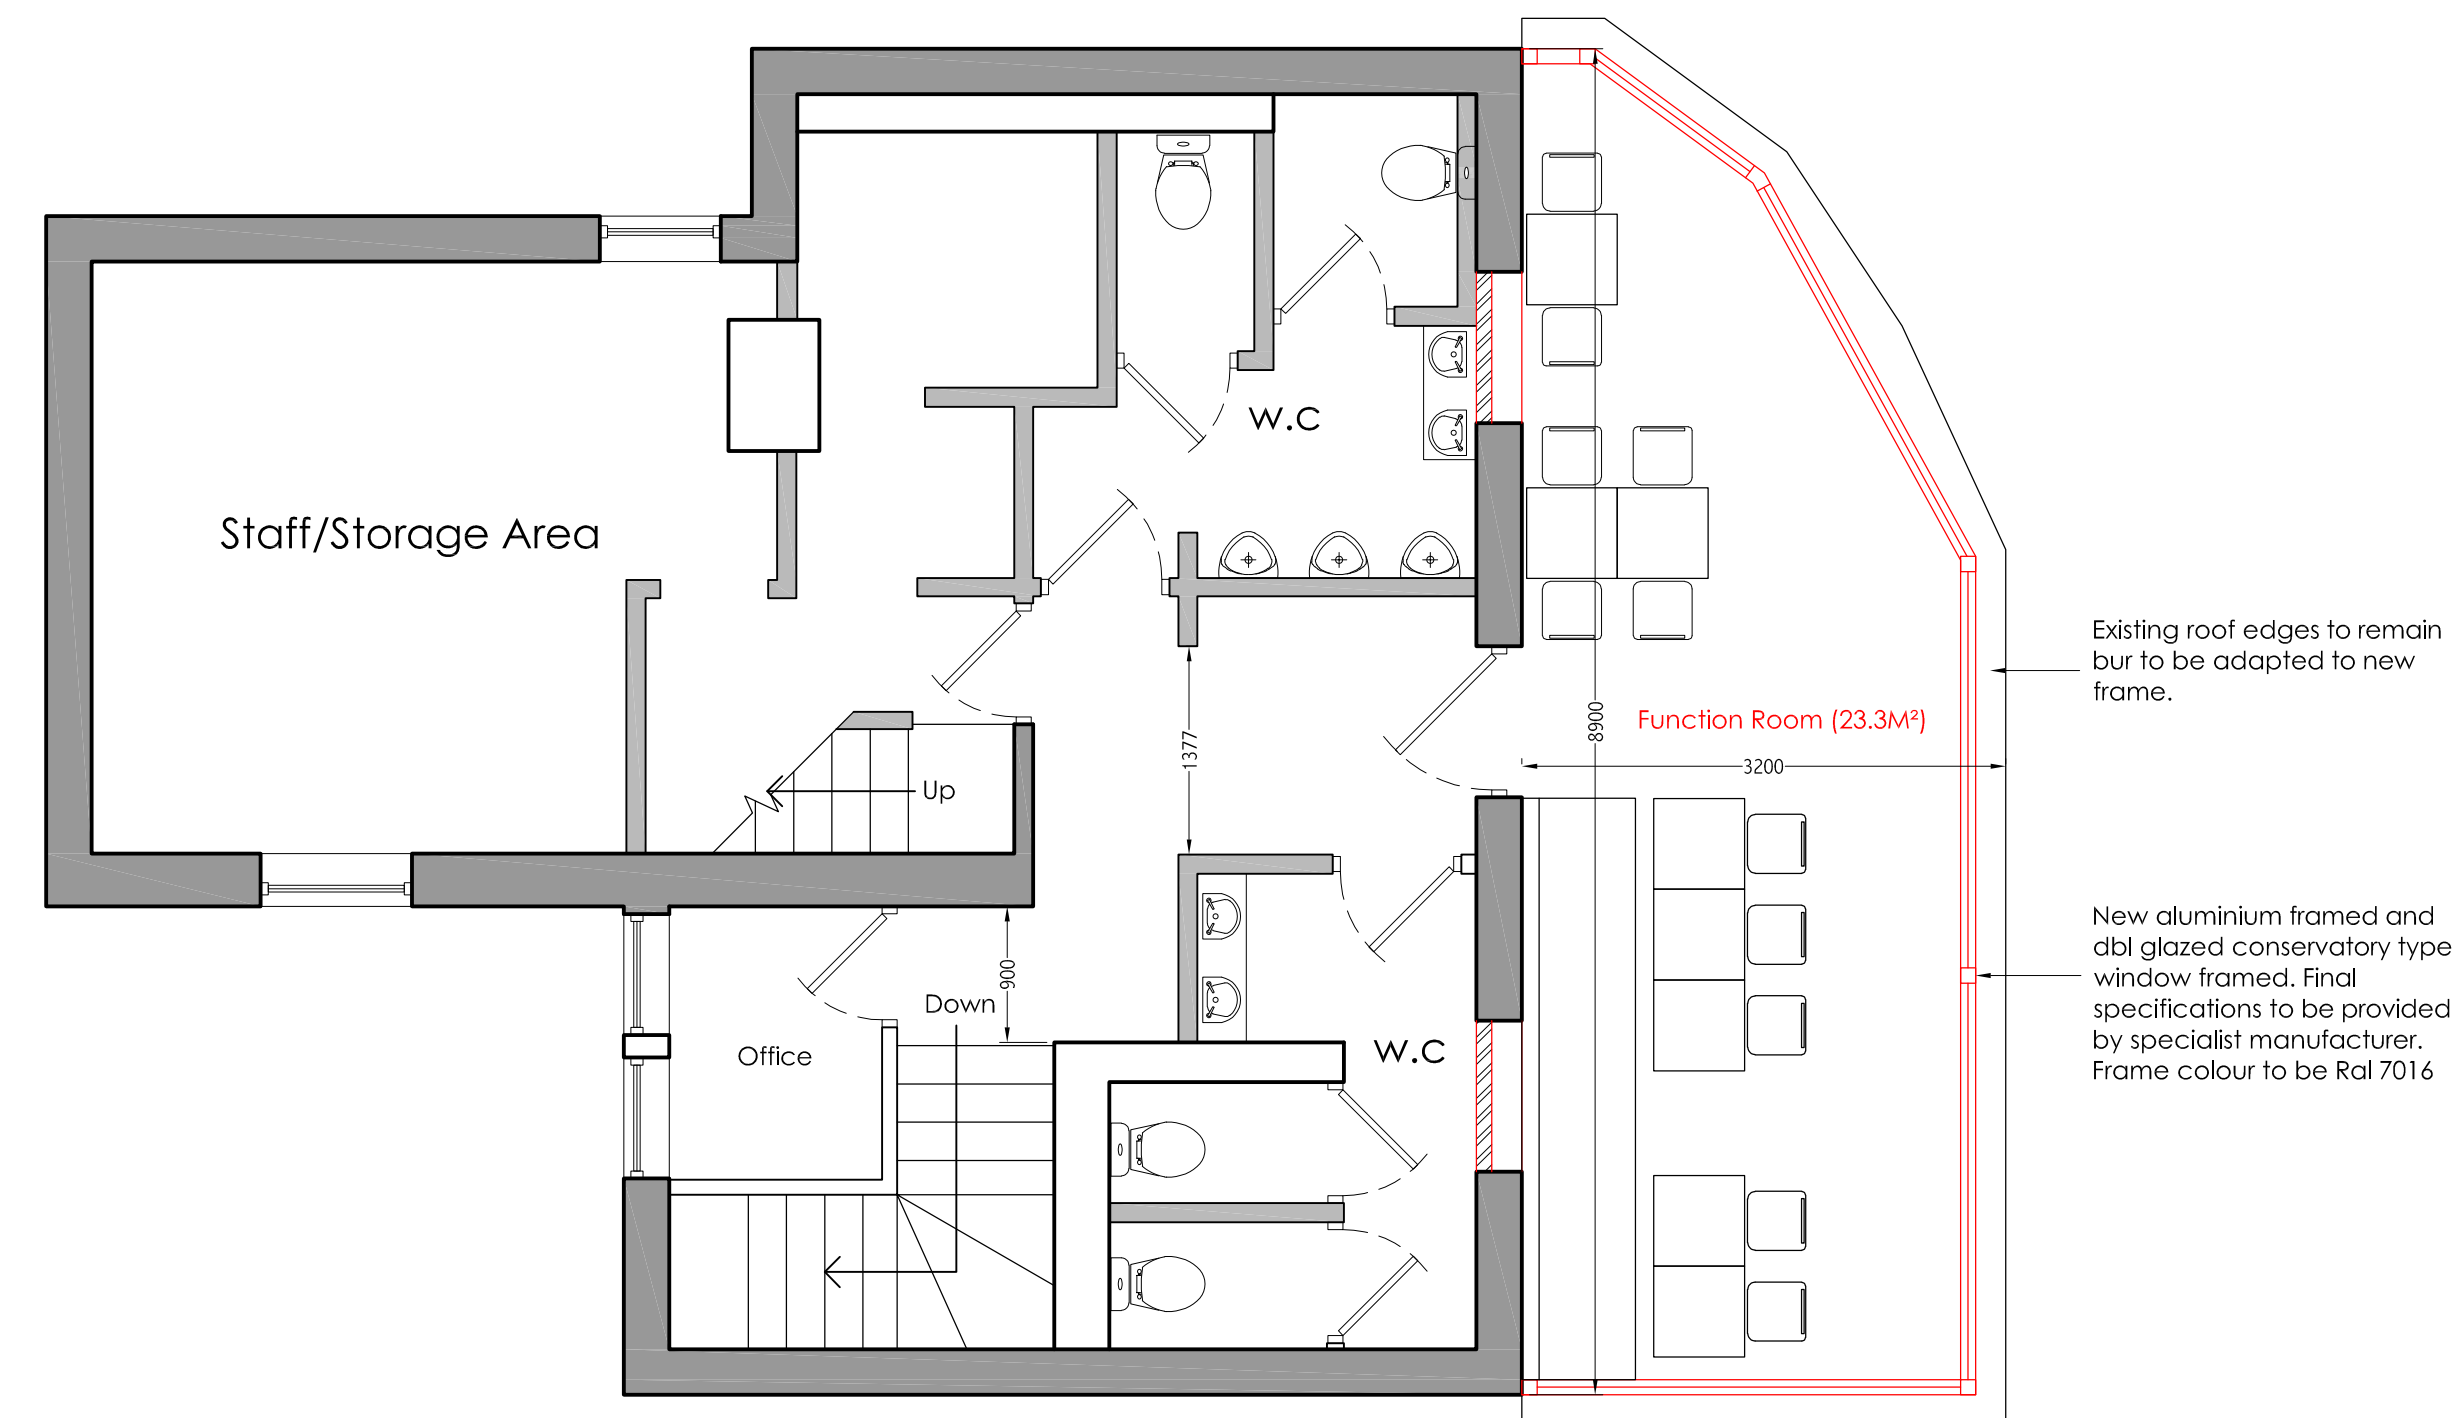 W.C
Staff/Storage Area
Existing roof edges to remain
bur to be adapted to new
frame.
8900
Function Room (23.3M²)
1377
3200
Up
New aluminium framed and
dbl glazed conservatory type
window framed. Final
specifications to be provided
by specialist manufacturer.
Frame colour to be Ral 7016
900
Down
Office
W.C